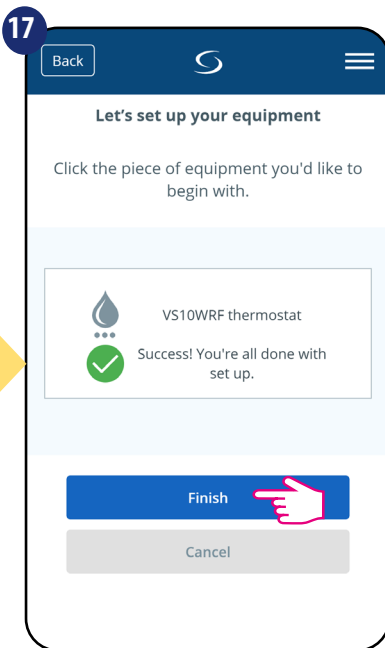 17
Back
Let’s set up your equipment
Click the piece of equipment you'd like to
begin with.
VS10WRF thermostat
Success! You're all done with
set up.
Finish
Cancel